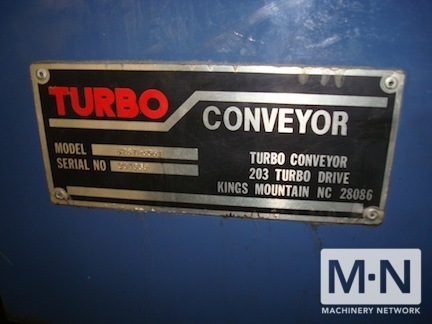 TURBO
CONVEYOR
MODEL
SERIAL NO
TURBO CONVEYOR
203 TURBO DRIVE
KINGS MOUNTAIN NC 28086
M·N
MACHINERY NETWORK